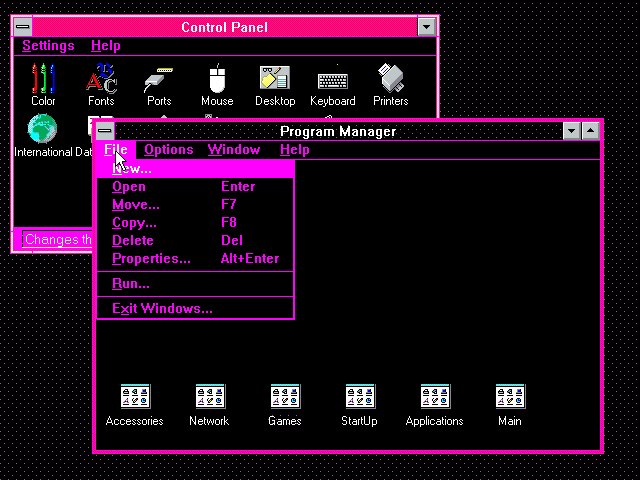 Control Panel
Settings Help
Color Fonts Ports Mouse Desktop Keyboard Printers
International Dat
Changes th
Program Manager
File Options Window Help
New...
Open Enter
Move... F7
Copy... F8
Delete Del
Properties... Alt+Enter
Run...
Exit Windows...
Accessories Network Games StartUp Applications Main